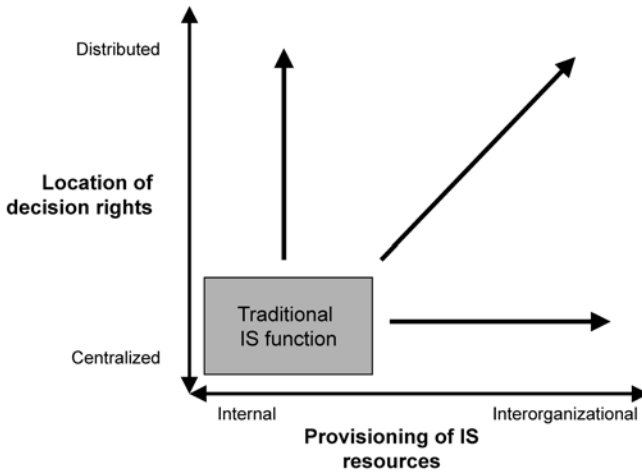 Distributed
Location of
decision rights
Traditional
IS function
Centralized
Internal
Interorganizational
Provisioning of IS
resources